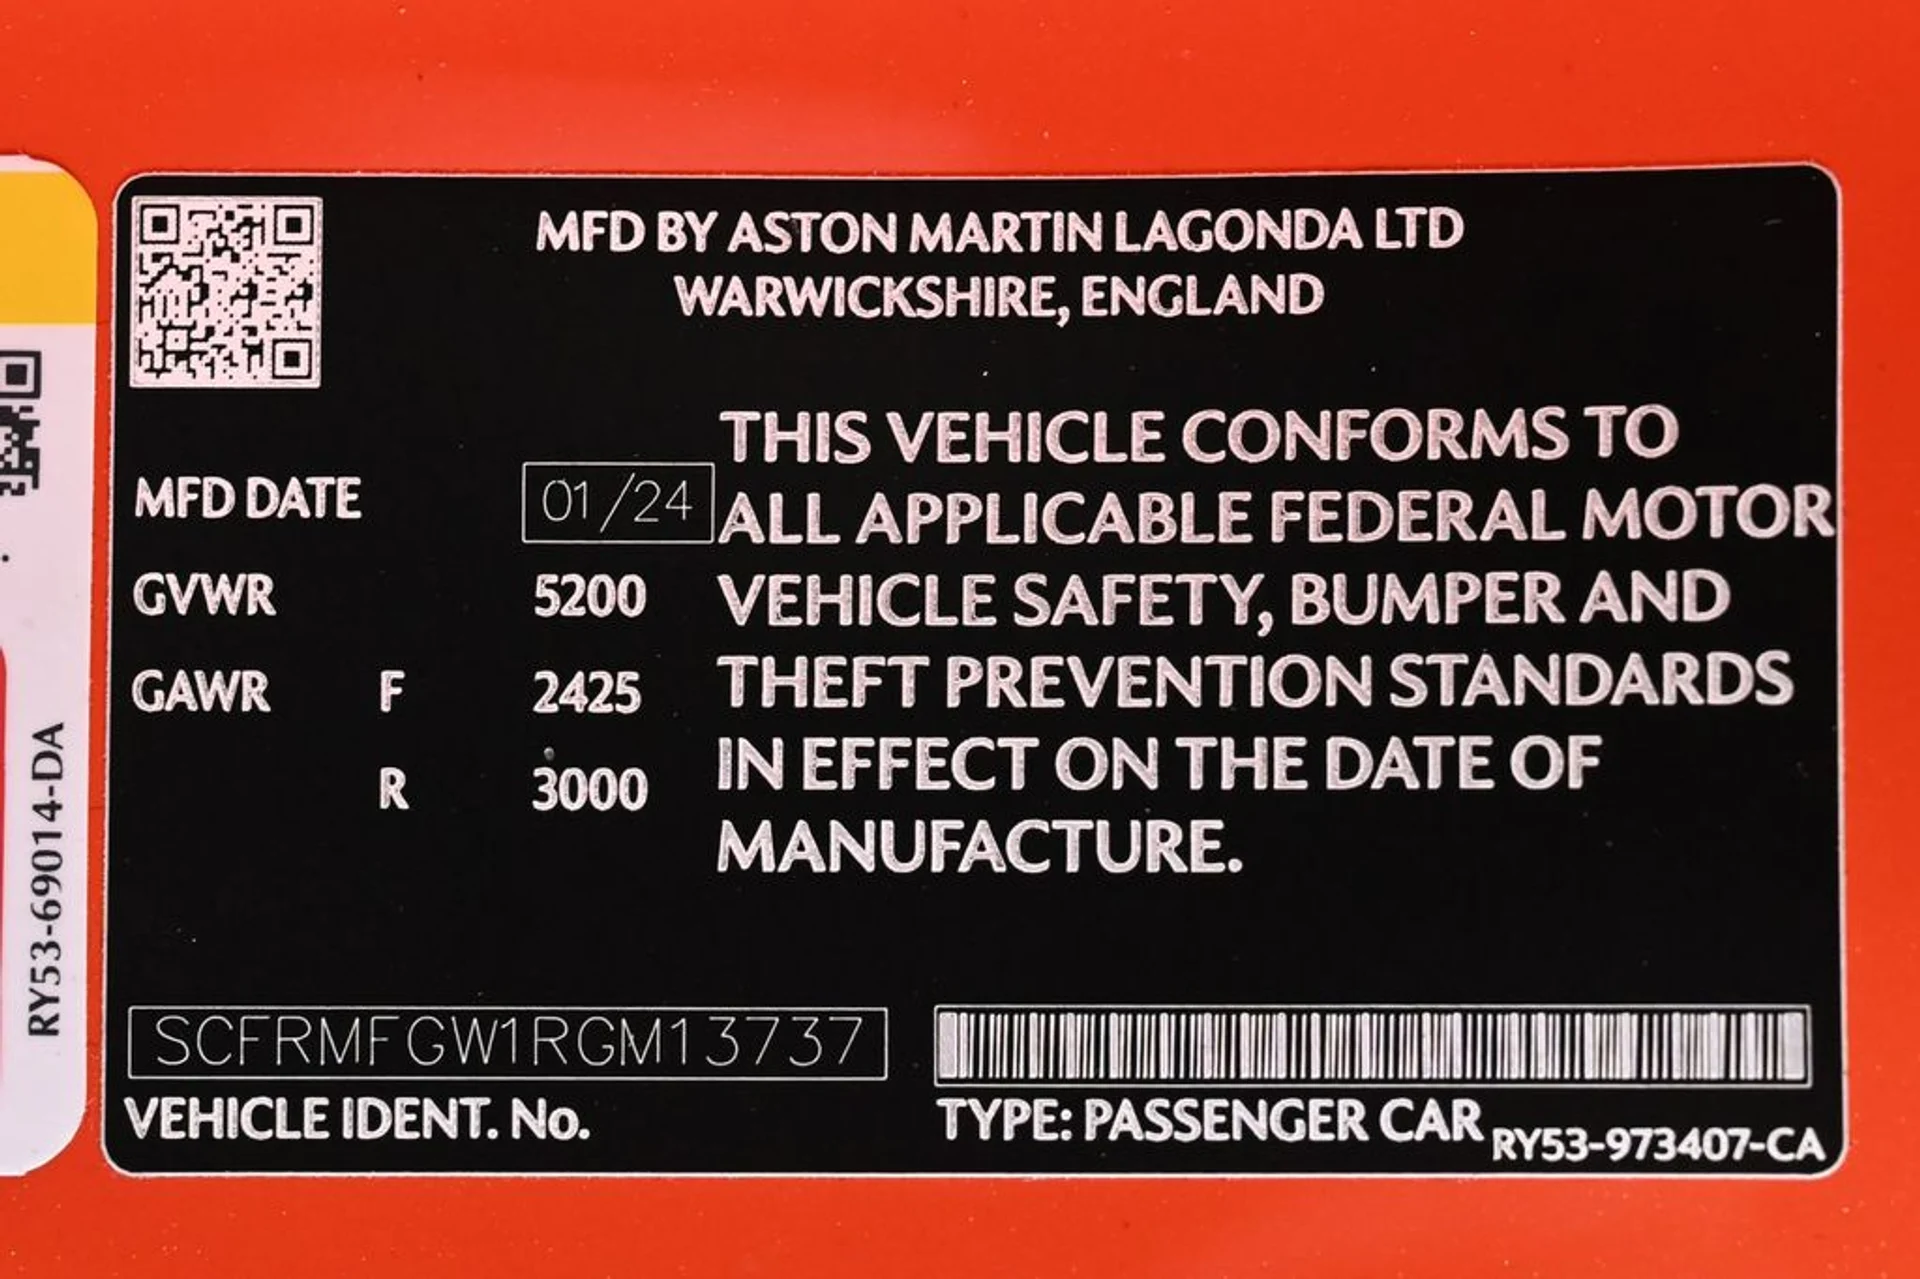 MFD BY ASTON MARTIN LAGONDA LTD
WARWICKSHIRE, ENGLAND
MFD DATE 01/24
GVWR 5200
GAWR F 2425
R 3000
THIS VEHICLE CONFORMS TO
ALL APPLICABLE FEDERAL MOTOR
VEHICLE SAFETY, BUMPER AND
THEFT PREVENTION STANDARDS
IN EFFECT ON THE DATE OF
MANUFACTURE.
SCFRMFGW1RGM13737
VEHICLE IDENT. No.
TYPE: PASSENGER CAR
RY53-973407-CA
RY53-69014-DA